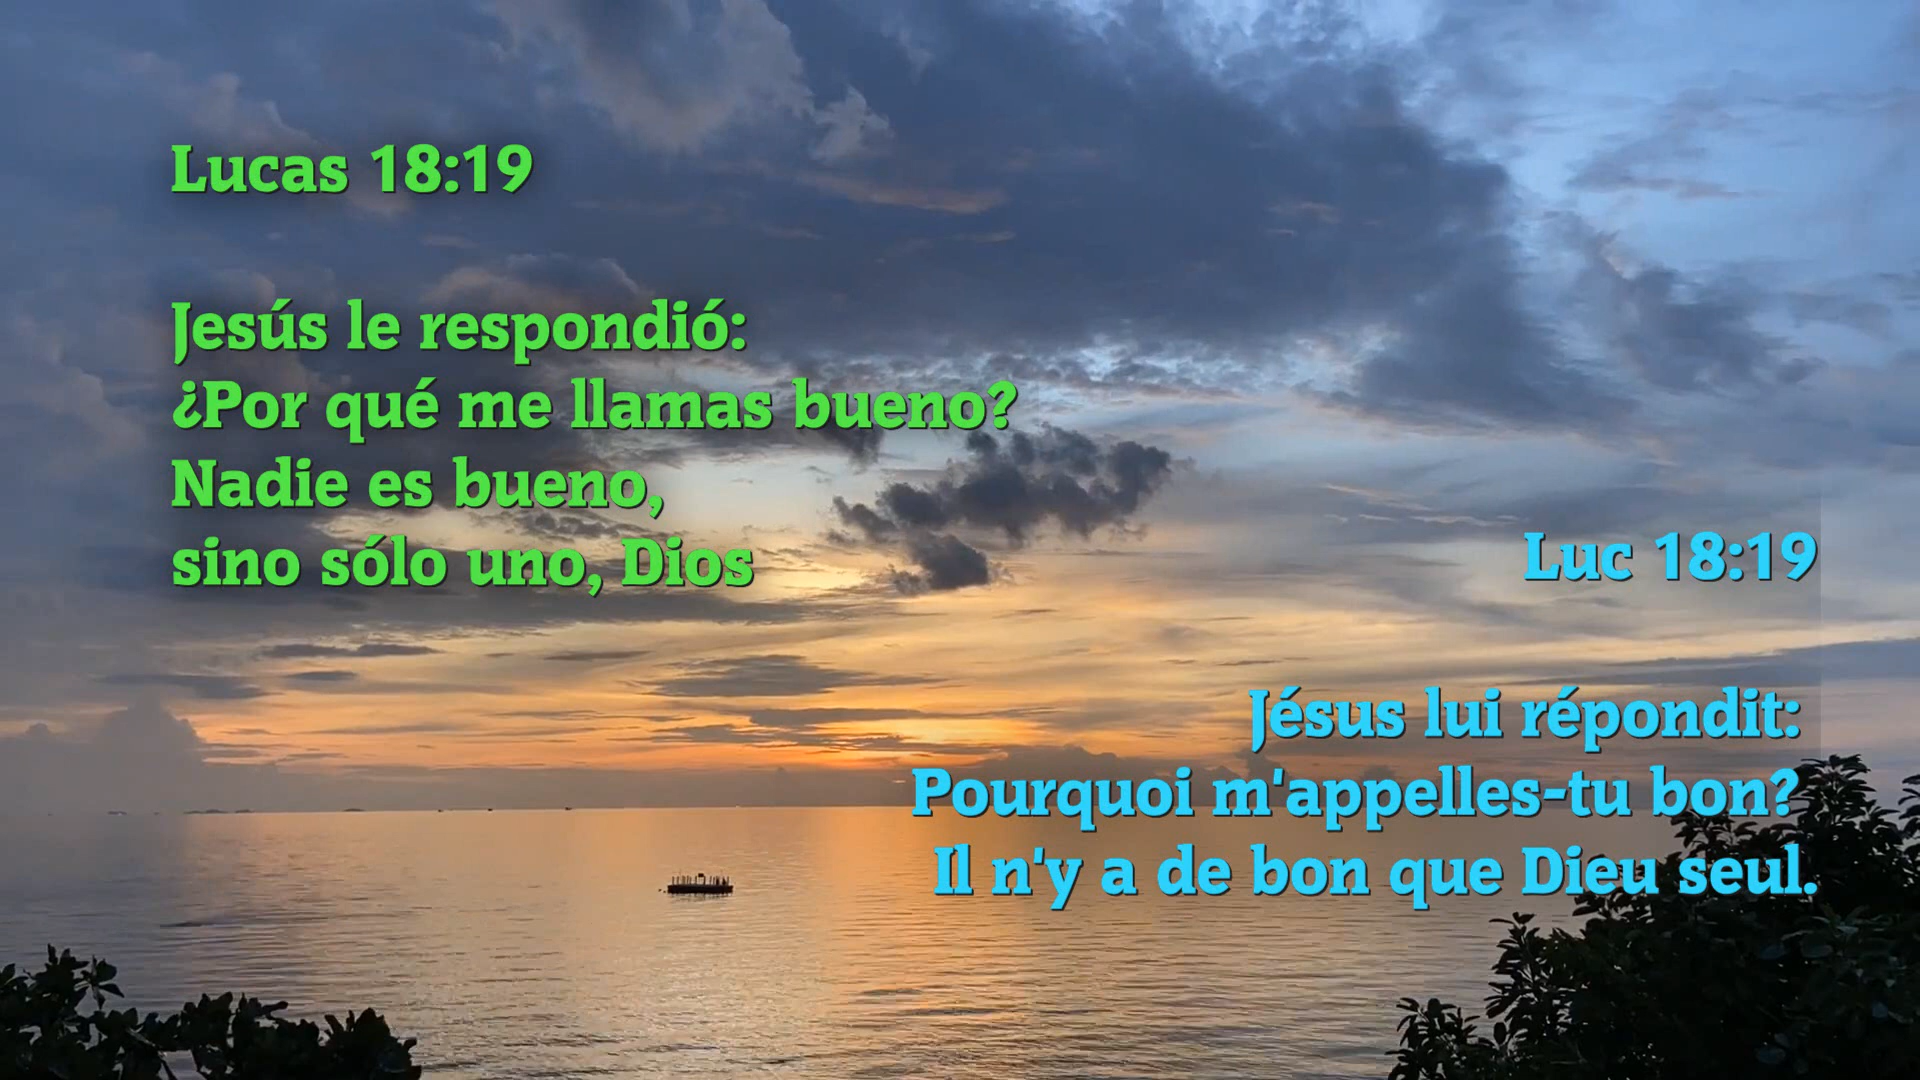 Lucas 18:19
Jesús le respondió:
¿Por qué me llamas bueno?
Nadie es bueno,
sino sólo uno, Dios
Luc 18:19
Jésus lui répondit:
Pourquoi m'appelles-tu bon?
Il n'y a de bon que Dieu seul.